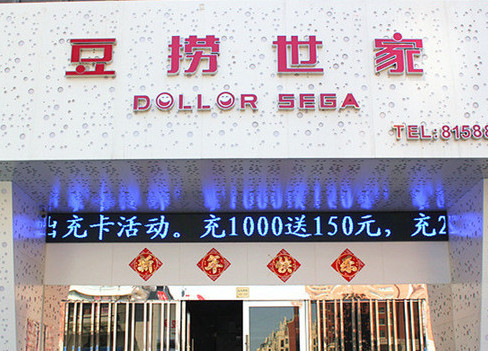 豆捞世家
DOLLOR SEGA
TEL:81588
出充卡活动。充1000送150元，充2
新年快乐